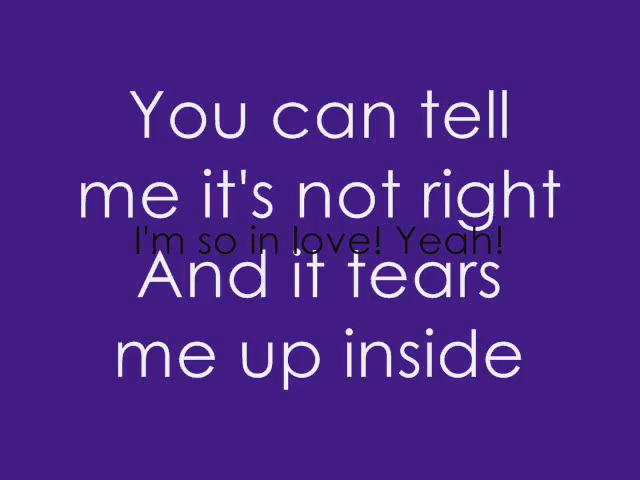 You can tell
me it's not right
I'm so in love! Yeah!
And it tears
me up inside